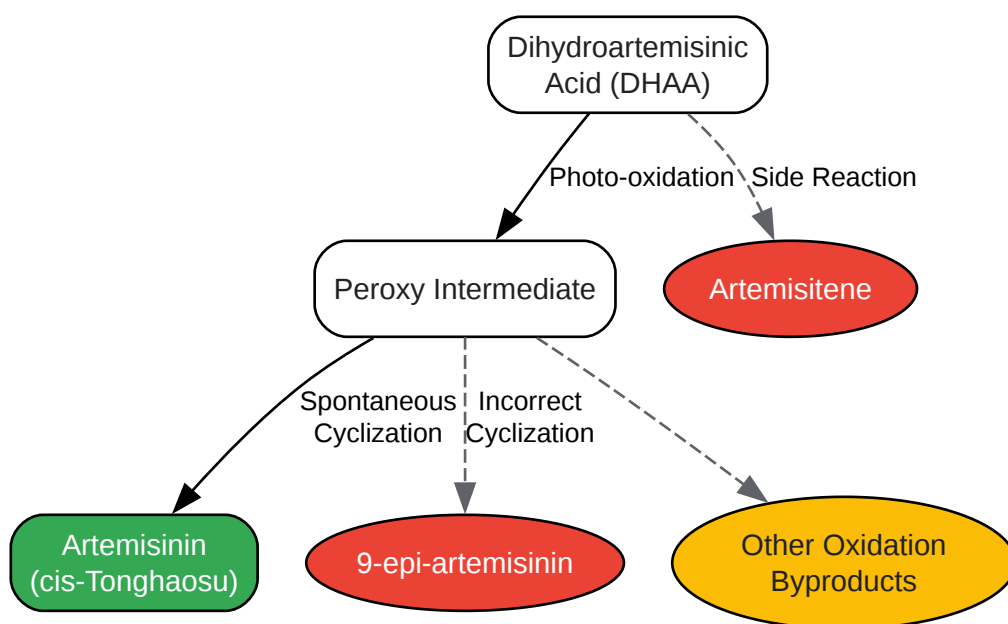 Dihydroartemisinic
Acid (DHAA)
Photo-oxidation
Side Reaction
Peroxy Intermediate
Artemisitene
Spontaneous
Cyclization
Incorrect
Cyclization
Artemisinin
(cis-Tonghaosu)
9-epi-artemisinin
Other Oxidation
Byproducts